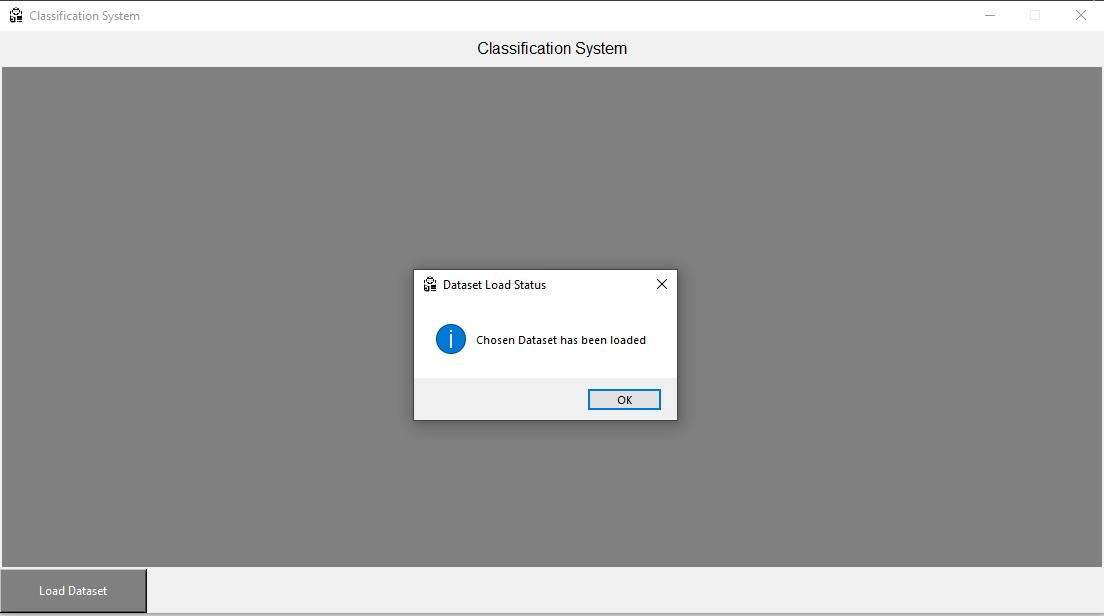 Classification System
Classification System
Dataset Load Status
Chosen Dataset has been loaded
OK
Load Dataset